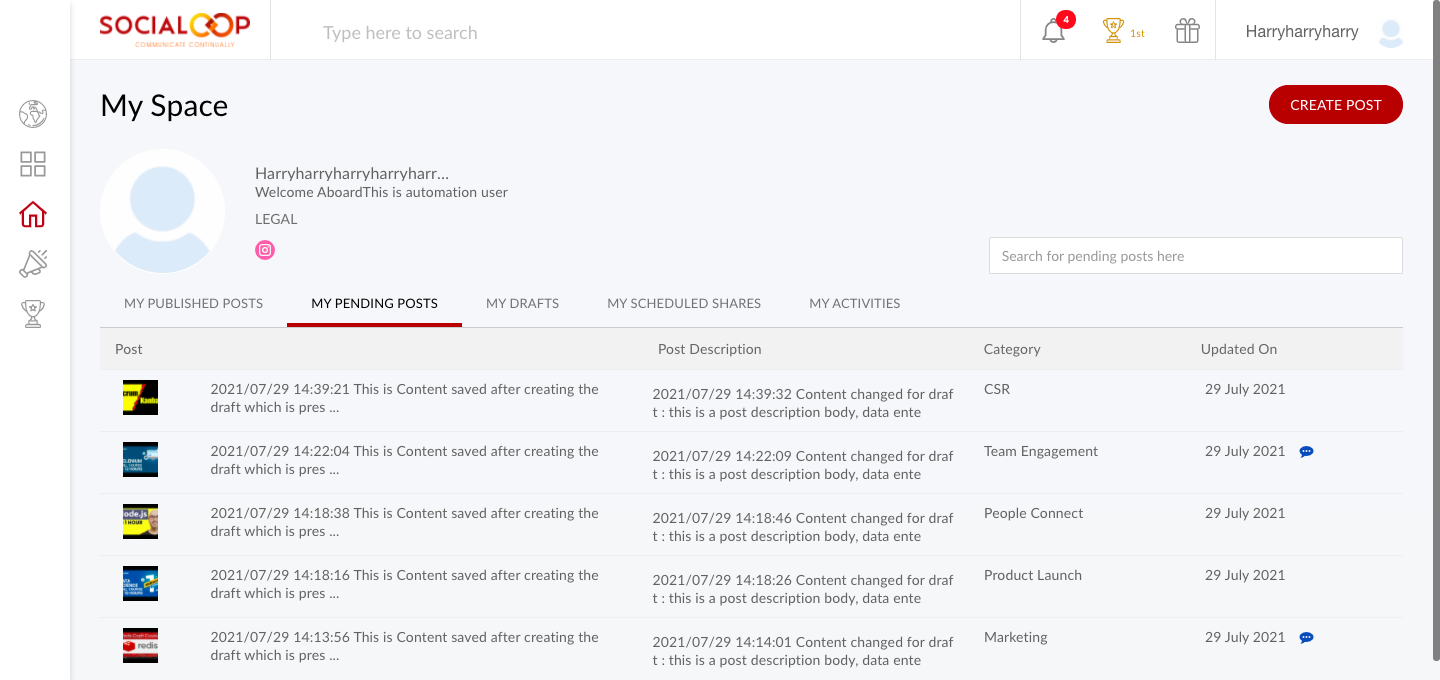 SOCIALOOP
COMMUNICATE CONTINUALLY
Type here to search
4
1st
Harryharryharry
My Space
CREATE POST
Harryharryharryharryharr...
Welcome AboardThis is automation user
LEGAL
Search for pending posts here
MY PUBLISHED POSTS
MY PENDING POSTS
MY DRAFTS
MY SCHEDULED SHARES
MY ACTIVITIES
Post
Post Description
Category
Updated On
2021/07/29 14:39:21 This is Content saved after creating the
draft which is pres ...
2021/07/29 14:39:32 Content changed for draf
t : this is a post description body, data ente
CSR
29 July 2021
2021/07/29 14:22:04 This is Content saved after creating the
draft which is pres ...
2021/07/29 14:22:09 Content changed for draf
t : this is a post description body, data ente
Team Engagement
29 July 2021
ode.js
HOUR
2021/07/29 14:18:38 This is Content saved after creating the
draft which is pres ...
2021/07/29 14:18:46 Content changed for draf
t : this is a post description body, data ente
People Connect
29 July 2021
2021/07/29 14:18:16 This is Content saved after creating the
draft which is pres ...
2021/07/29 14:18:26 Content changed for draf
t : this is a post description body, data ente
Product Launch
29 July 2021
redis
2021/07/29 14:13:56 This is Content saved after creating the
draft which is pres ...
2021/07/29 14:14:01 Content changed for draf
t : this is a post description body, data ente
Marketing
29 July 2021